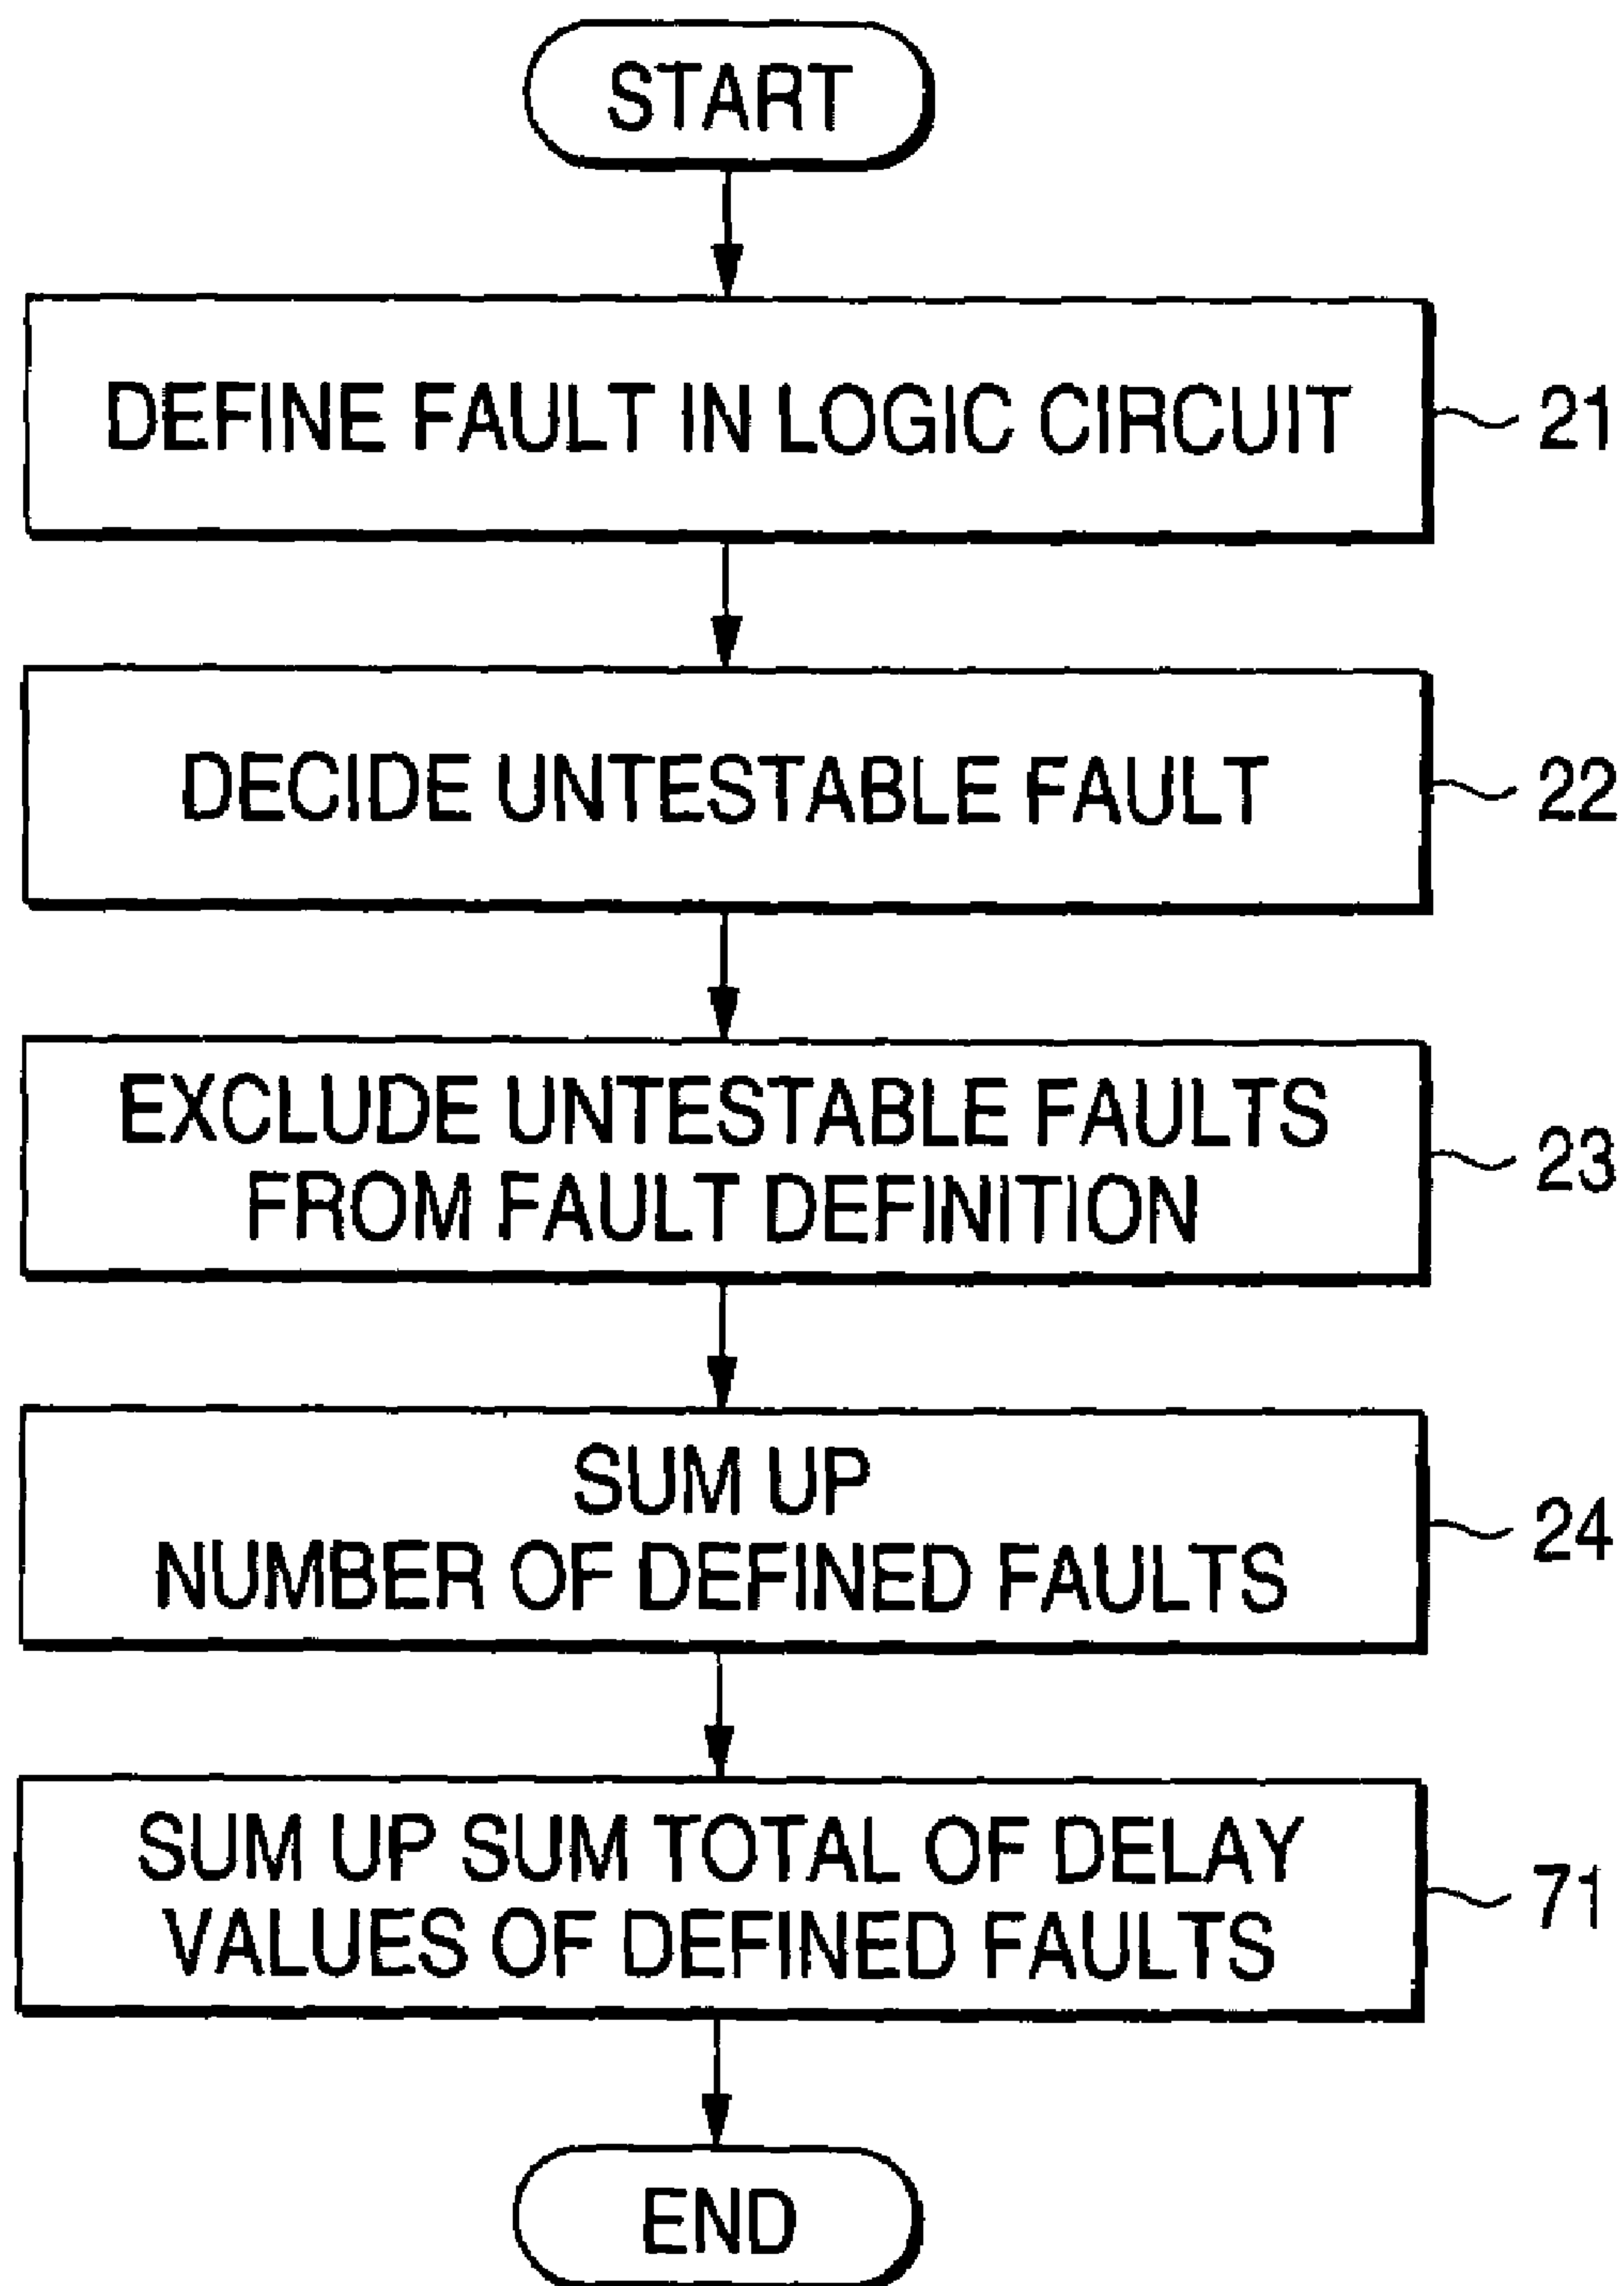 START
DEFINE FAULT IN LOGIC CIRCUIT
21
DECIDE UNTESTABLE FAULT
22
EXCLUDE UNTESTABLE FAULTS
FROM FAULT DEFINITION
23
SUM UP
NUMBER OF DEFINED FAULTS
24
SUM UP SUM TOTAL OF DELAY
VALUES OF DEFINED FAULTS
71
END